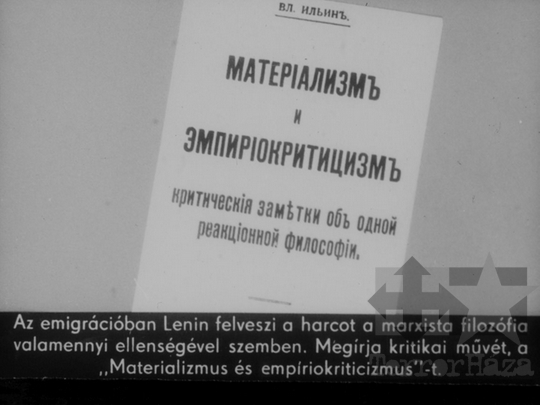 ВЛ. ИЛЬИНЪ.
МАТЕРІАЛИЗМЪ
И
ЭМПИРІОКРИТИЦИЗМЪ
критическія замѣтки объ одной
реакціонной философіи.
Az emigrációban Lenin felveszi a harcot a marxista filozófia
valamennyi ellenségével szemben. Megírja kritikai művét, a
,,Materializmus és empíriokriticizmus"-t.
TerrorHáza